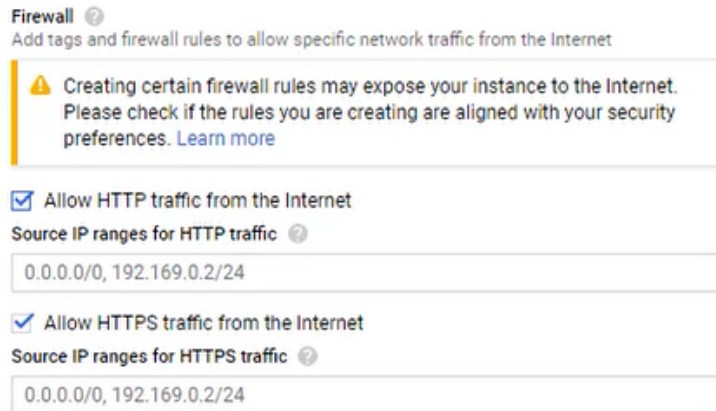 Firewall
Add tags and firewall rules to allow specific network traffic from the Internet
Creating certain firewall rules may expose your instance to the Internet.
Please check if the rules you are creating are aligned with your security
preferences. Learn more
Allow HTTP traffic from the Internet
Source IP ranges for HTTP traffic
0.0.0.0/0, 192.169.0.2/24
Allow HTTPS traffic from the Internet
Source IP ranges for HTTPS traffic
0.0.0.0/0, 192.169.0.2/24